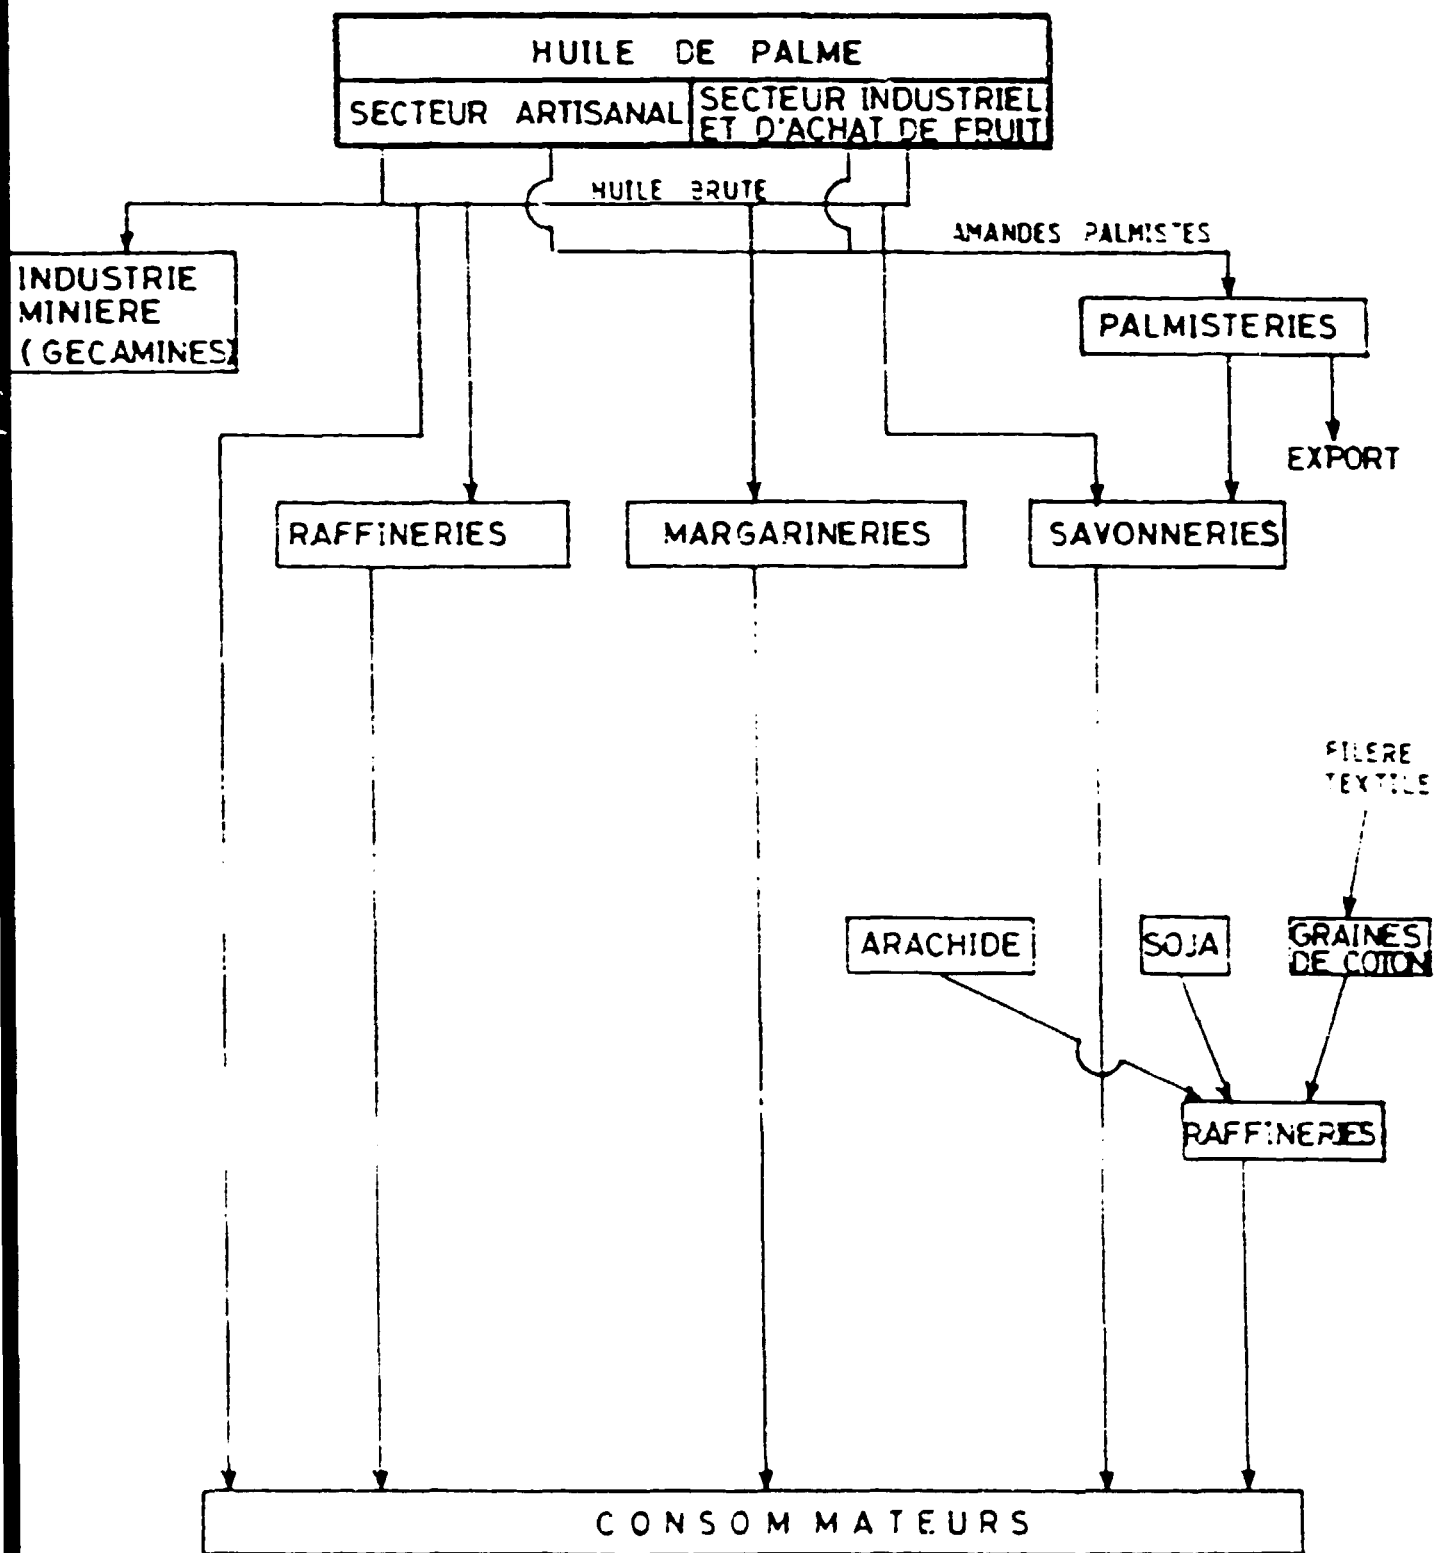 HUILE DE PALME
SECTEUR ARTISANAL
SECTEUR INDUSTRIEL
ET D'ACHAT DE FRUIT
HUILE BRUTE
AMANDES PALMISTES
INDUSTRIE
MINIERE
(GECAMINES)
PALMISTERIES
EXPORT
RAFFINERIES
MARGARINERIES
SAVONNERIES
FILERE
TEXTILE
ARACHIDE
SOJA
GRAINES
DE COTON
RAFFINERIES
CONSOMMATEURS